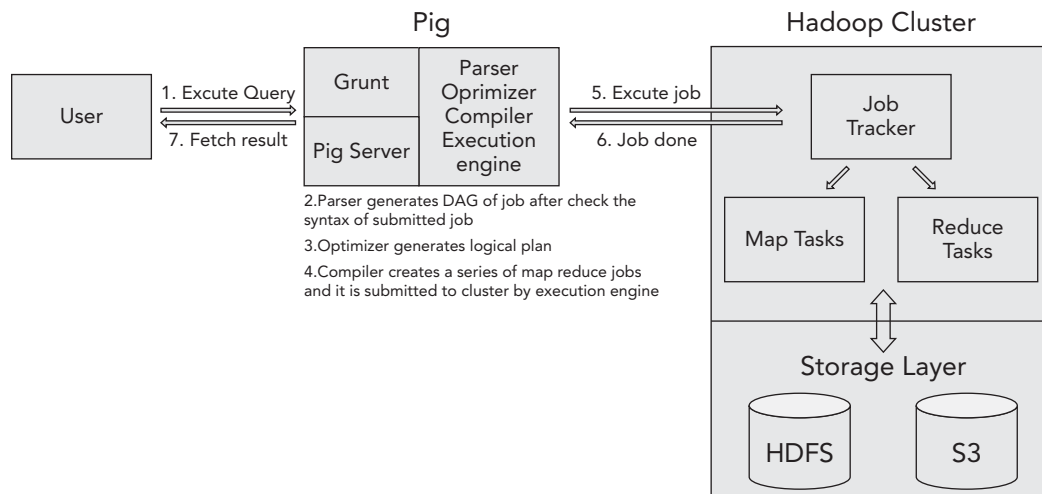 Pig
Hadoop Cluster
User
1. Excute Query
7. Fetch result
Grunt
Pig Server
Parser
Oprimizer
Compiler
Execution
engine
5. Excute job
6. Job done
Job
Tracker
2.Parser generates DAG of job after check the
syntax of submitted job
3.Optimizer generates logical plan
4.Compiler creates a series of map reduce jobs
and it is submitted to cluster by execution engine
Map Tasks
Reduce
Tasks
Storage Layer
HDFS
S3